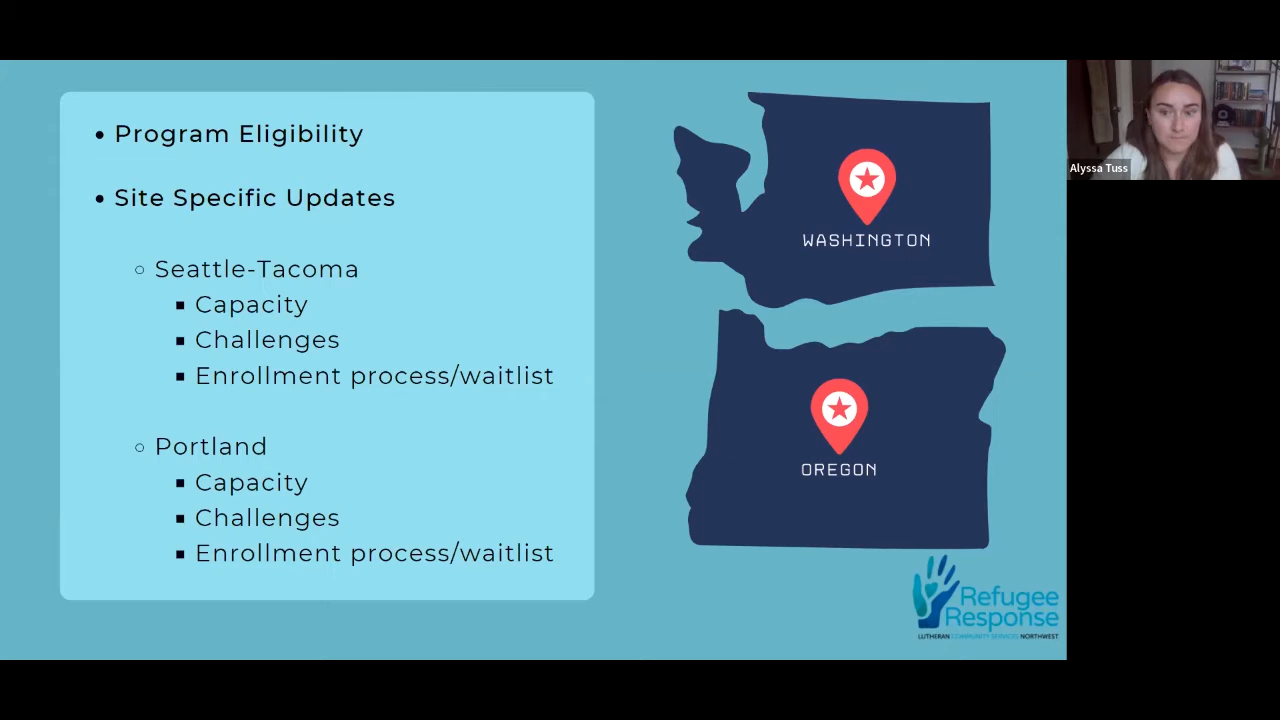 Program Eligibility
Site Specific Updates
Seattle-Tacoma
Capacity
Challenges
Enrollment process/waitlist
Portland
Capacity
Challenges
Enrollment process/waitlist
WASHINGTON
OREGON
Refugee
Response
LUTHERAN COMMUNITY SERVICES NORTHWEST
Alyssa Tuss